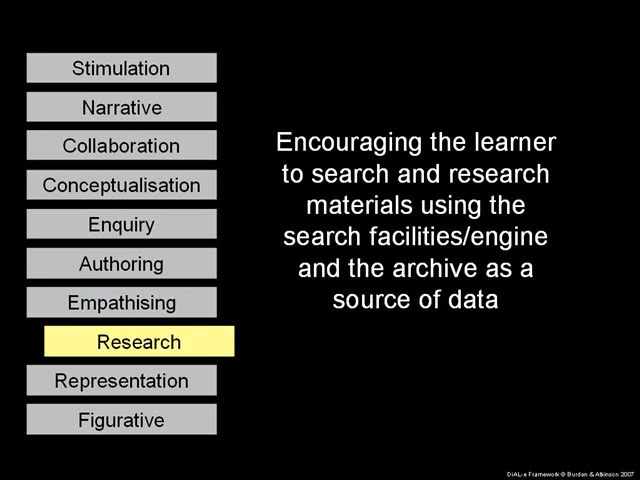 Stimulation
Narrative
Collaboration
Conceptualisation
Enquiry
Authoring
Empathising
Research
Representation
Figurative
Encouraging the learner
to search and research
materials using the
search facilities/engine
and the archive as a
source of data
DiAL-e Framework @ Burden & Atkinson 2007